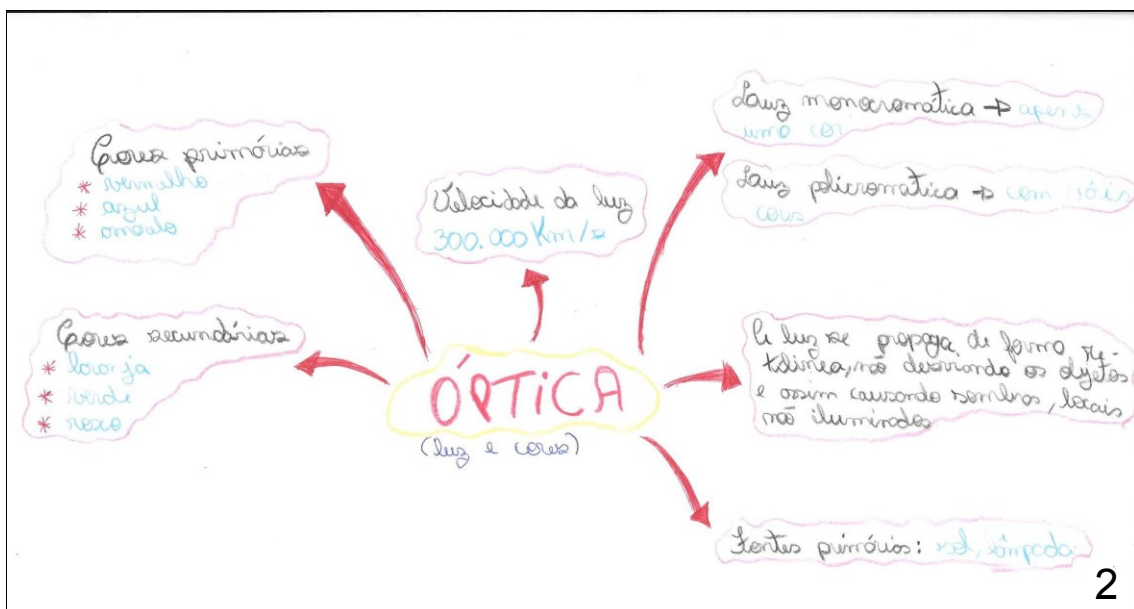 Cores primárias
* vermelho
* azul
* amarelo
Velocidade da luz
300.000 Km/s
Luz monocromática → apenas
uma cor
Luz policromática → com váris
cores
Cores secundárias
* laranja
* verde
* roxo
ÓPTICA
(luz e cores)
A luz se propaga de forma re-
tilínea, não desviando os objetos
e assim causando sombras, locais
não iluminados
Fontes primárias: sol, lâmpada
2